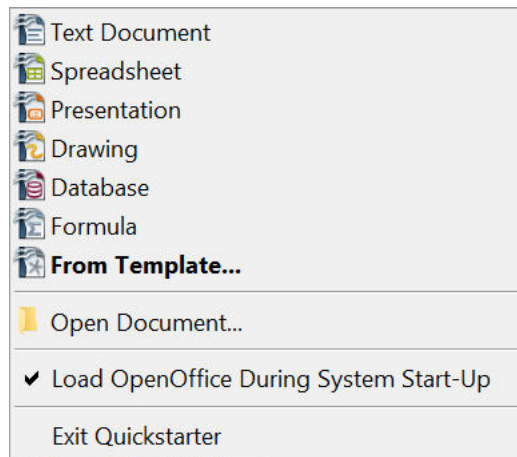 Text Document
Spreadsheet
Presentation
Drawing
Database
Formula
From Template...
Open Document...
Load OpenOffice During System Start-Up
Exit Quickstarter